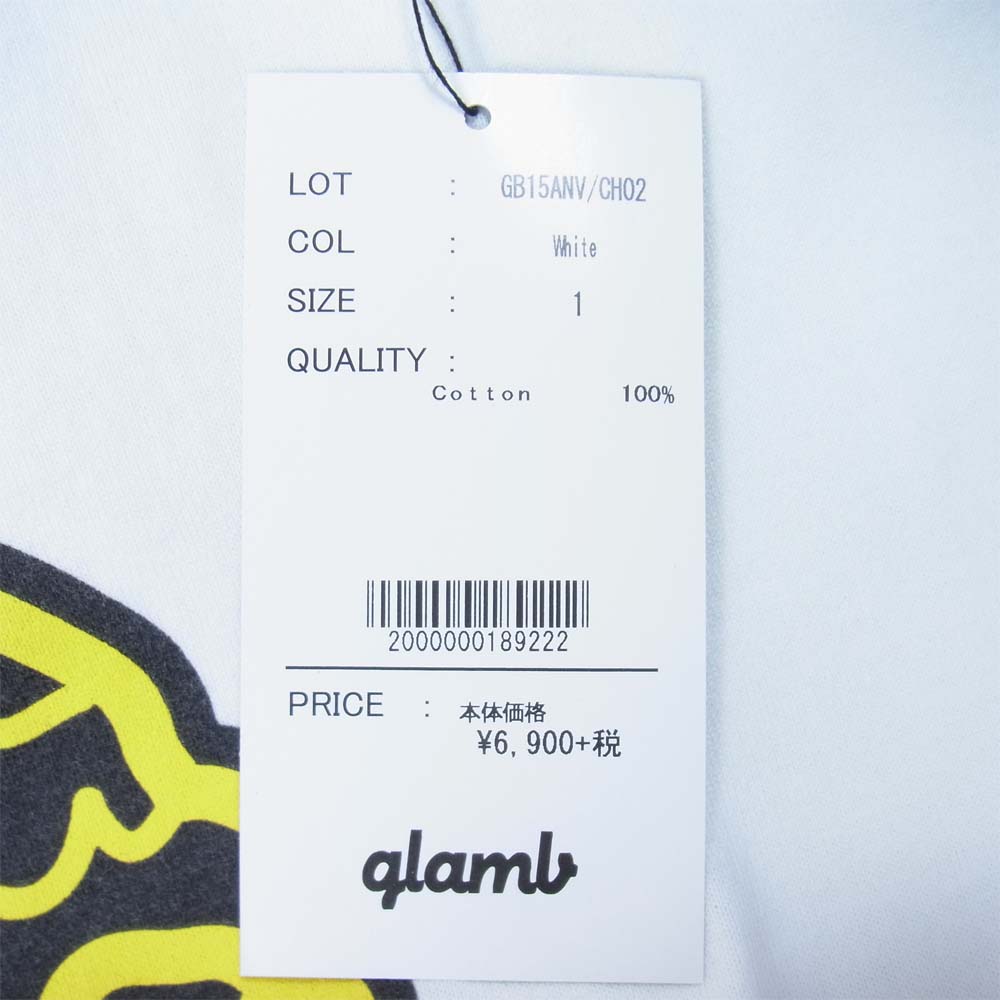 LOT : GB15ANV/CH02
COL : White
SIZE : 1
QUALITY :
Cotton 100%
2000000189222
PRICE : 本体価格
¥6,900+税
glamb